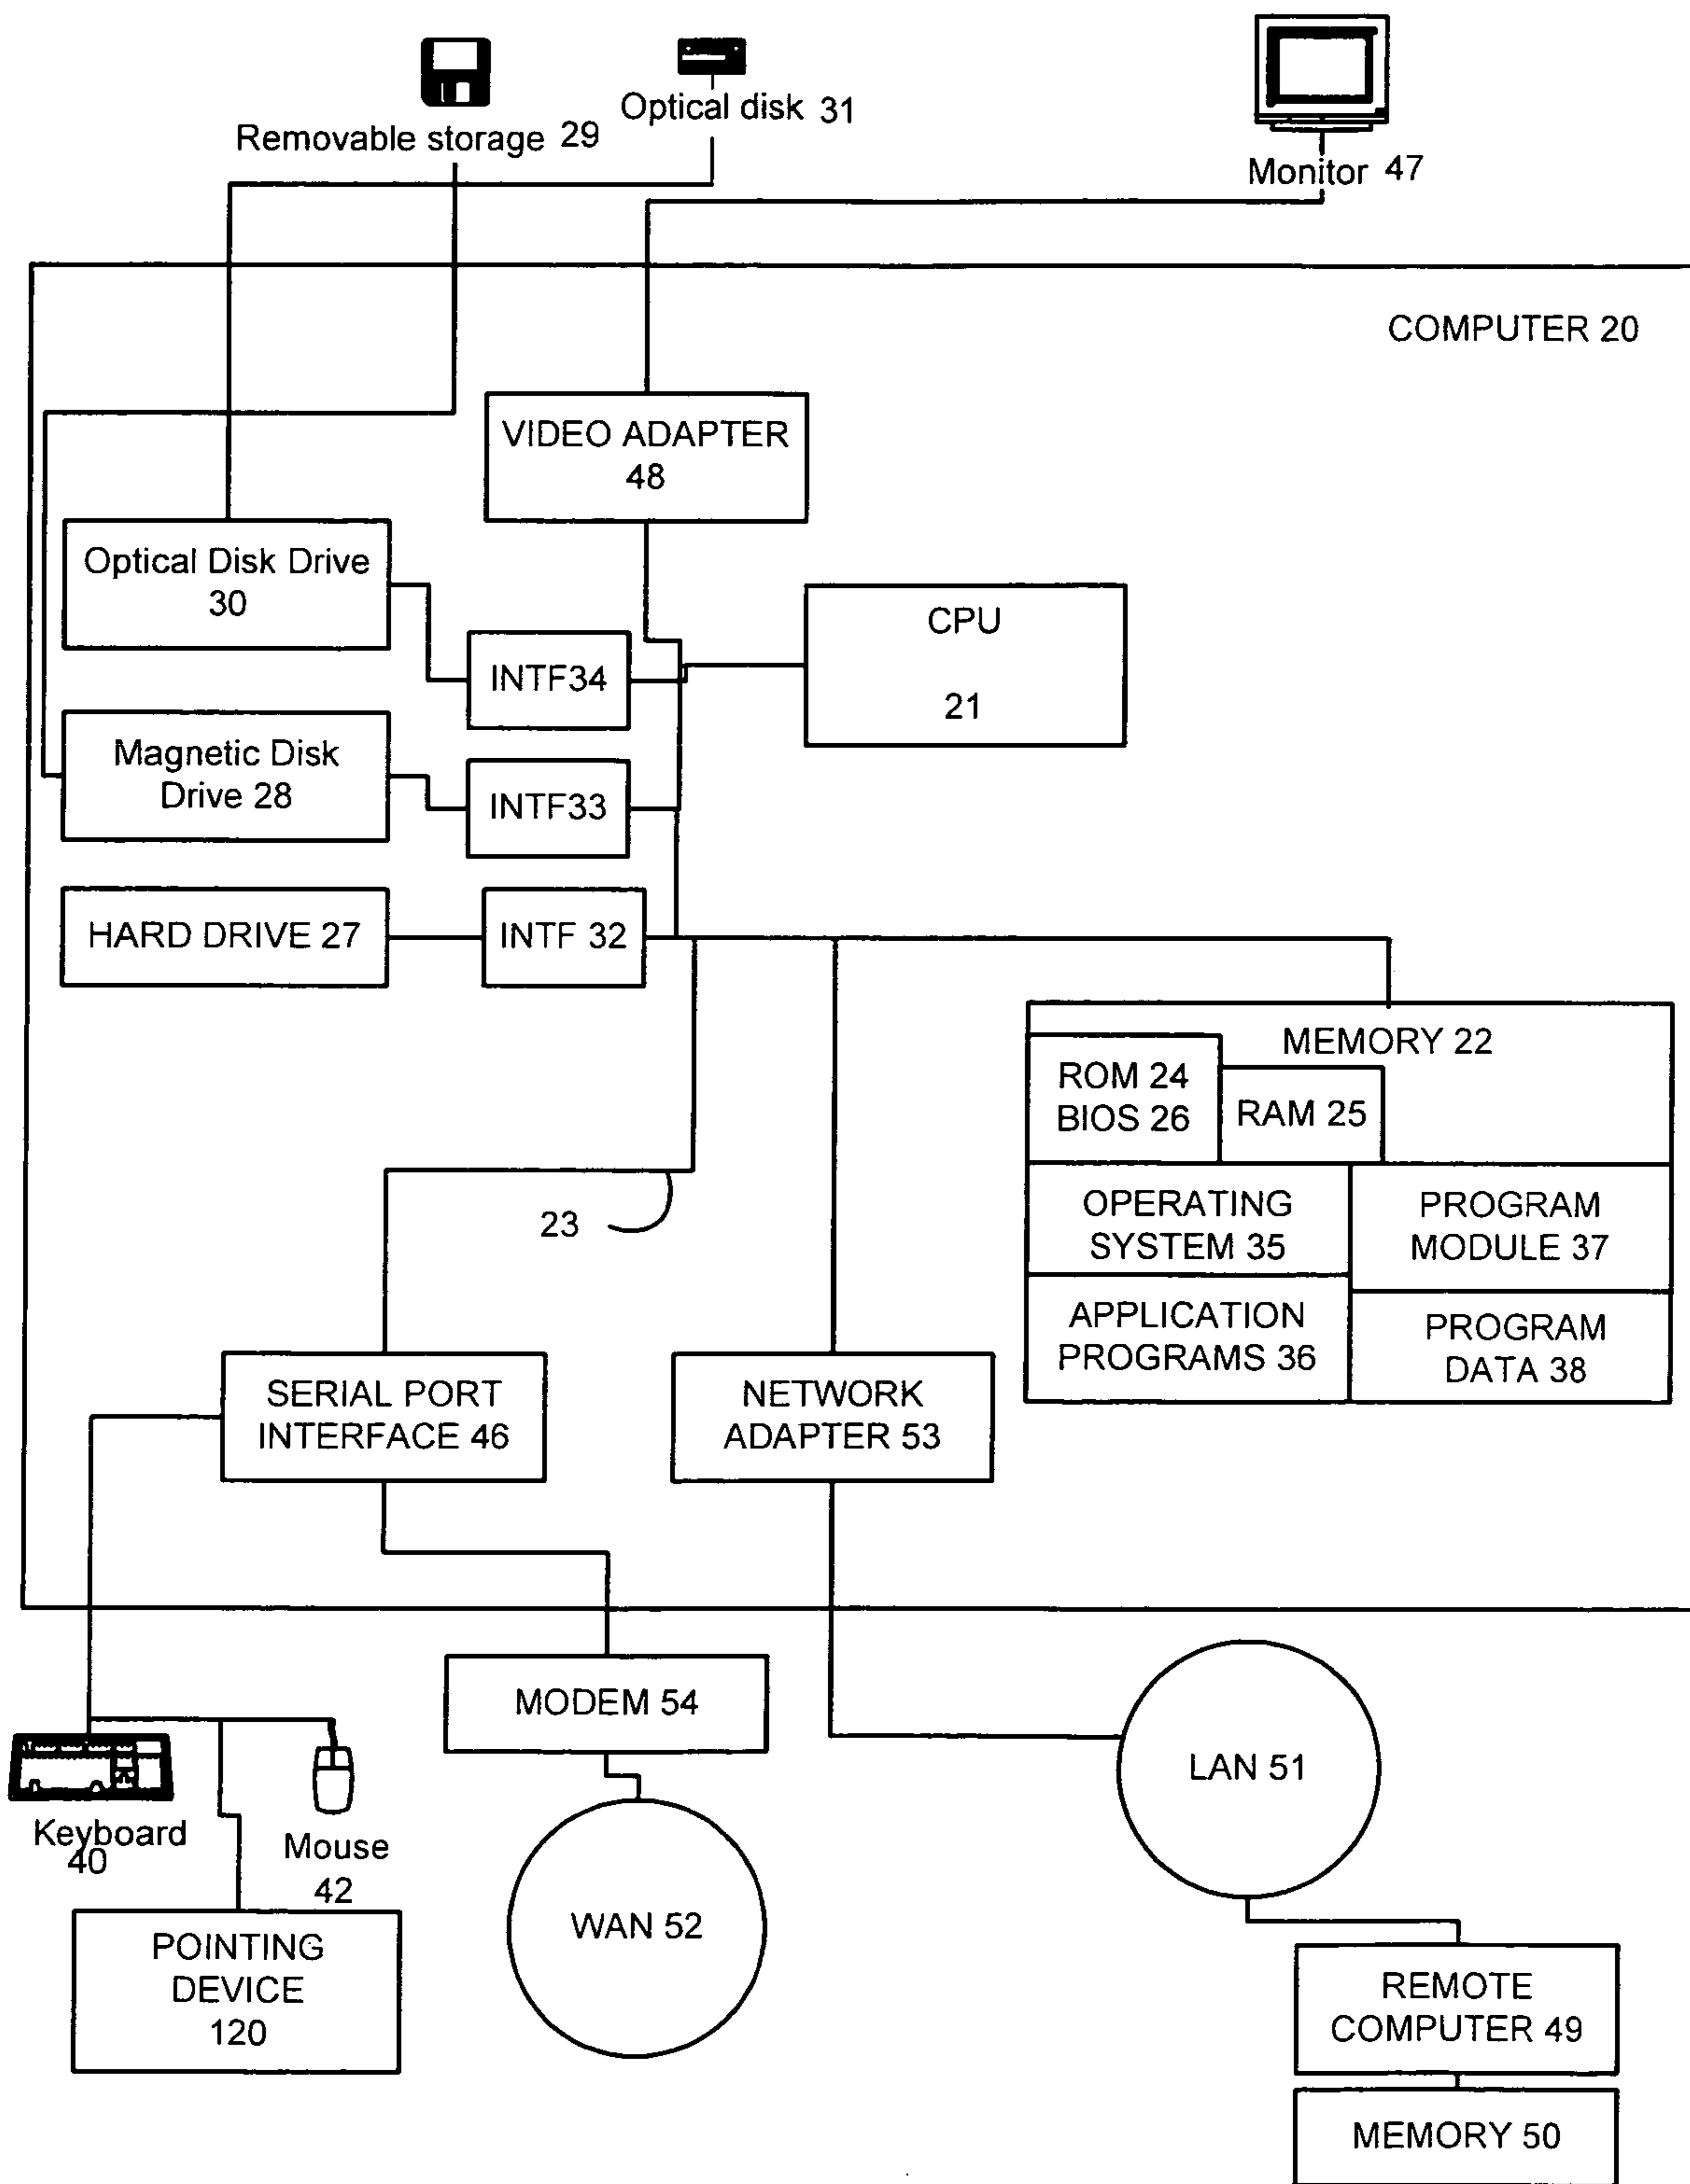 Optical disk 31
Removable storage 29
Monitor 47
COMPUTER 20
VIDEO ADAPTER
48
Optical Disk Drive
30
CPU
21
INTF34
Magnetic Disk
Drive 28
INTF33
HARD DRIVE 27
INTF 32
MEMORY 22
ROM 24
BIOS 26
RAM 25
OPERATING
SYSTEM 35
PROGRAM
MODULE 37
23
APPLICATION
PROGRAMS 36
PROGRAM
DATA 38
SERIAL PORT
INTERFACE 46
NETWORK
ADAPTER 53
MODEM 54
LAN 51
Keyboard
40
Mouse
42
WAN 52
POINTING
DEVICE
120
REMOTE
COMPUTER 49
MEMORY 50